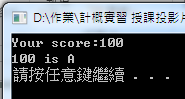 D:\作業\計概實習 授課投影片
Your score:100
100 is A
請按任意鍵繼續 . . .